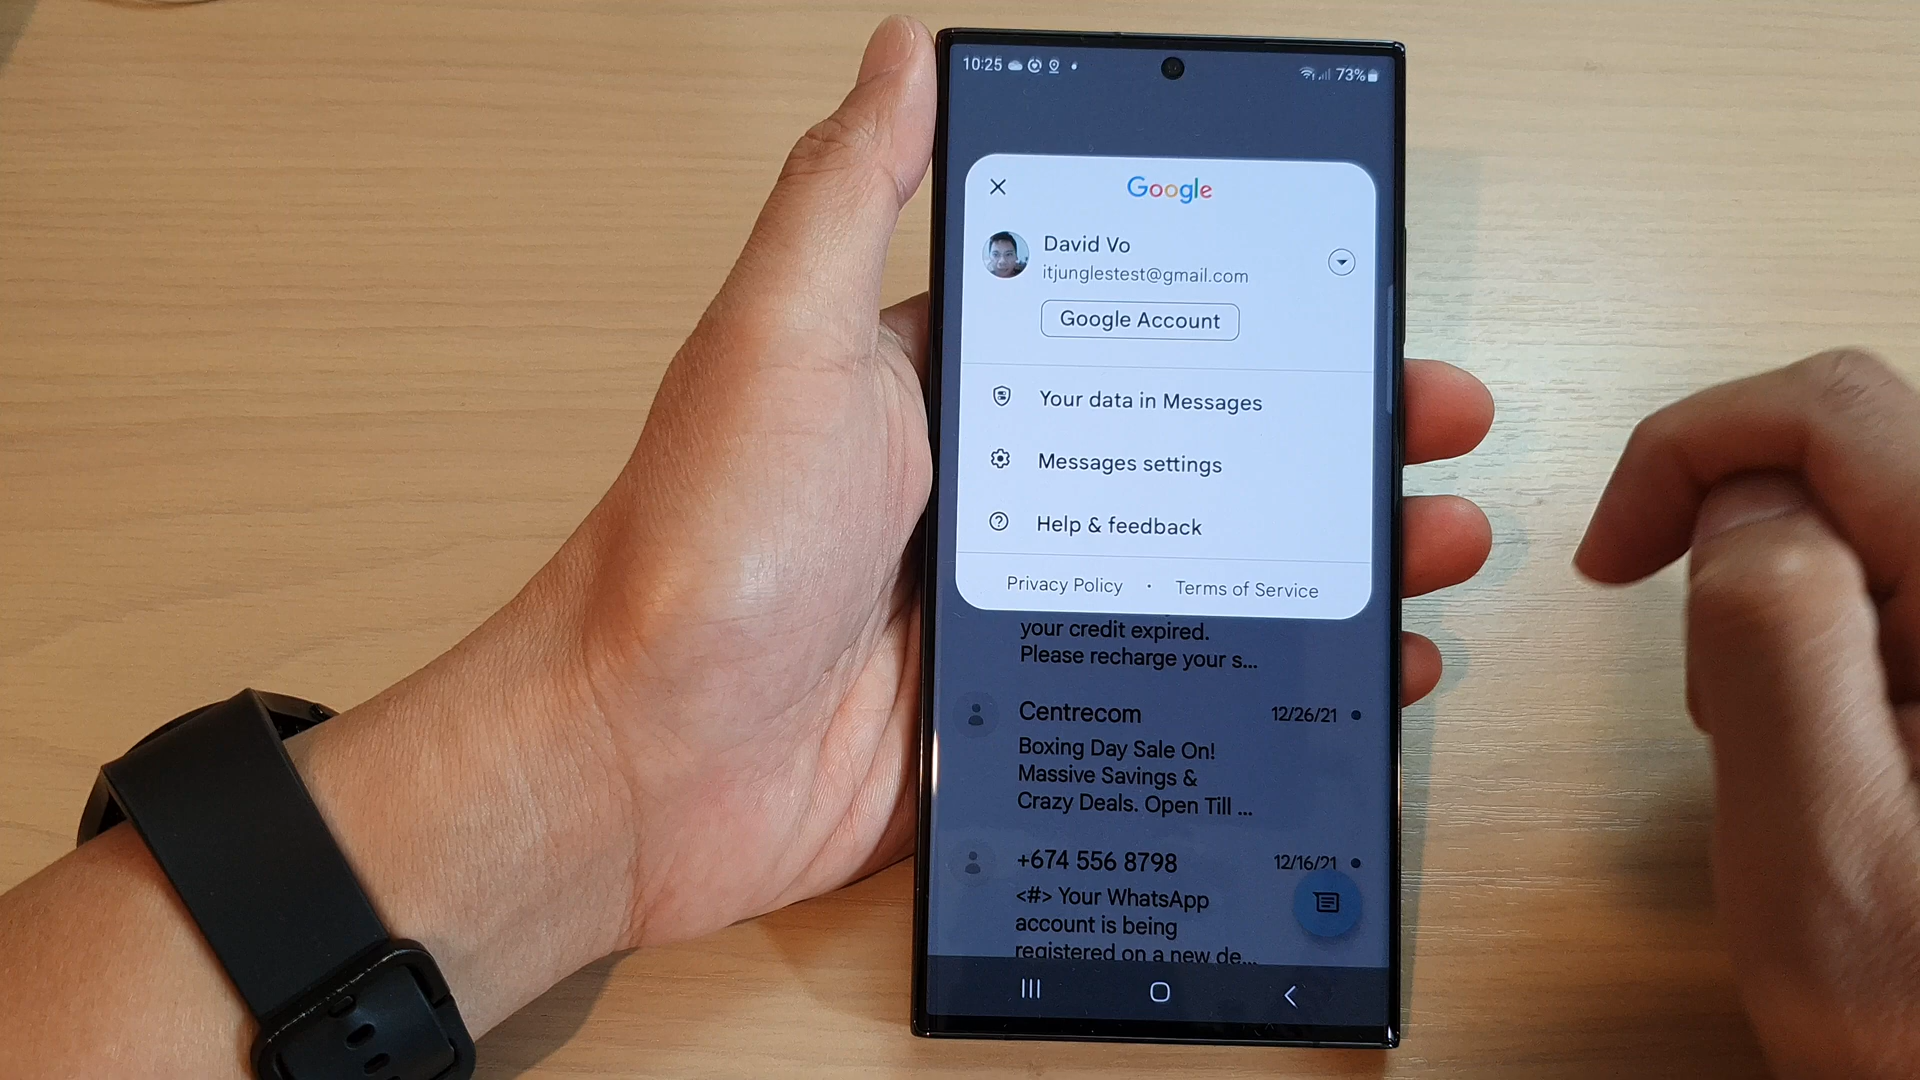 10:25
73%
Google
David Vo
itjunglestest@gmail.com
Google Account
Your data in Messages
Messages settings
Help & feedback
Privacy Policy · Terms of Service
your credit expired.
Please recharge your s...
Centrecom 12/26/21
Boxing Day Sale On!
Massive Savings &
Crazy Deals. Open Till ...
+674 556 8798 12/16/21
<#> Your WhatsApp
account is being
registered on a new de...